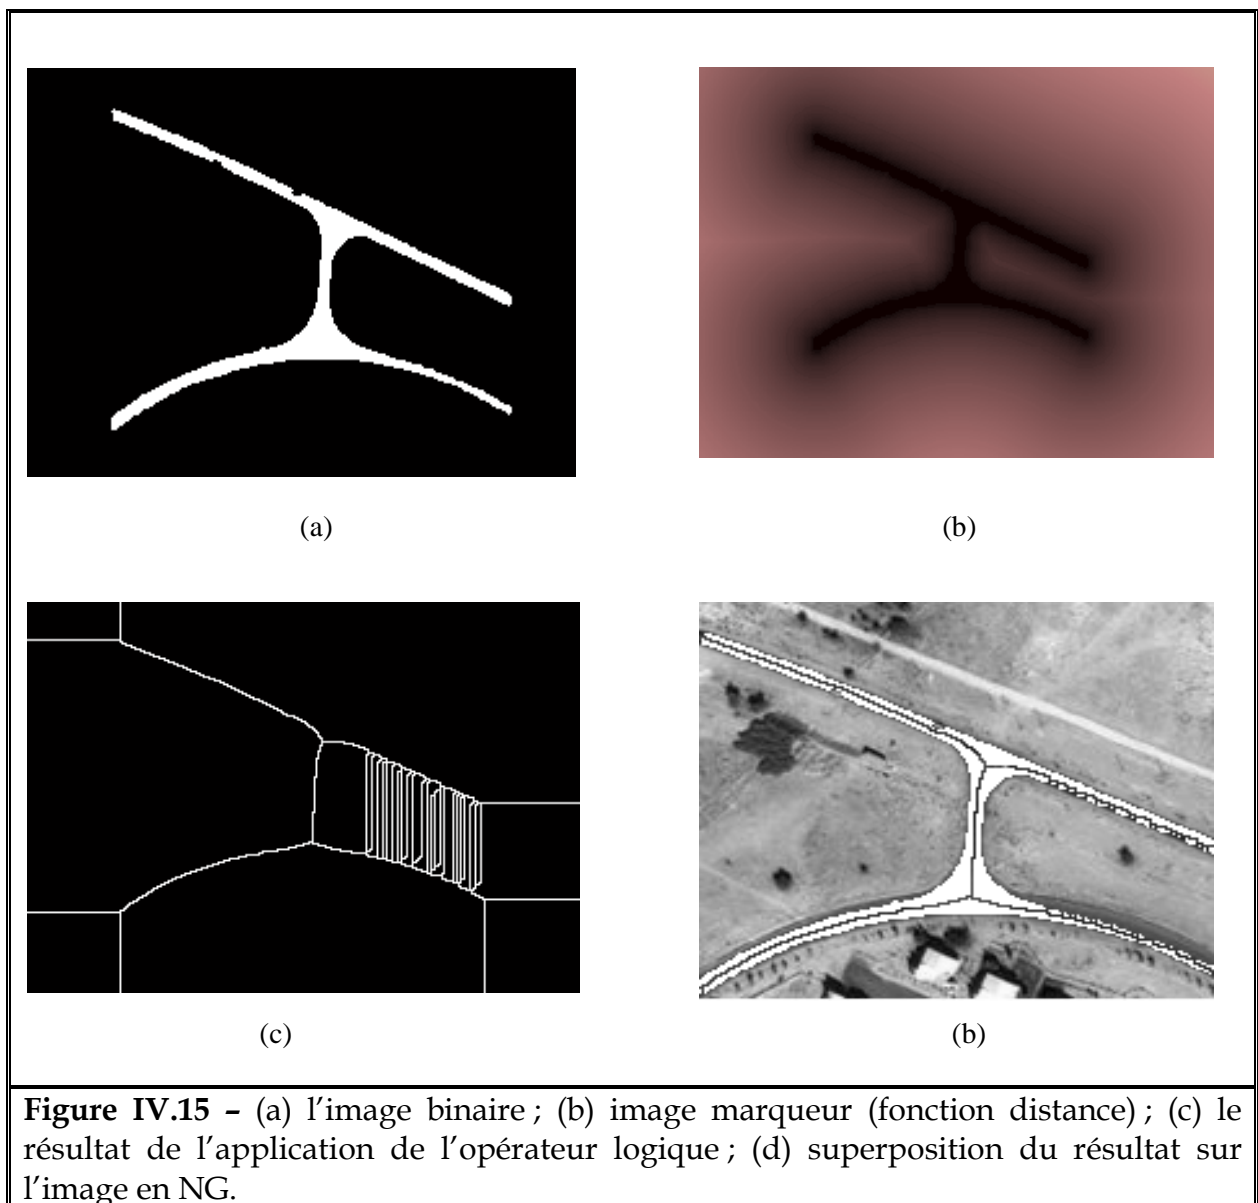 (a)
(b)
(c)
(b)
Figure IV.15 – (a) l’image binaire ; (b) image marqueur (fonction distance) ; (c) le
résultat de l’application de l’opérateur logique ; (d) superposition du résultat sur
l’image en NG.